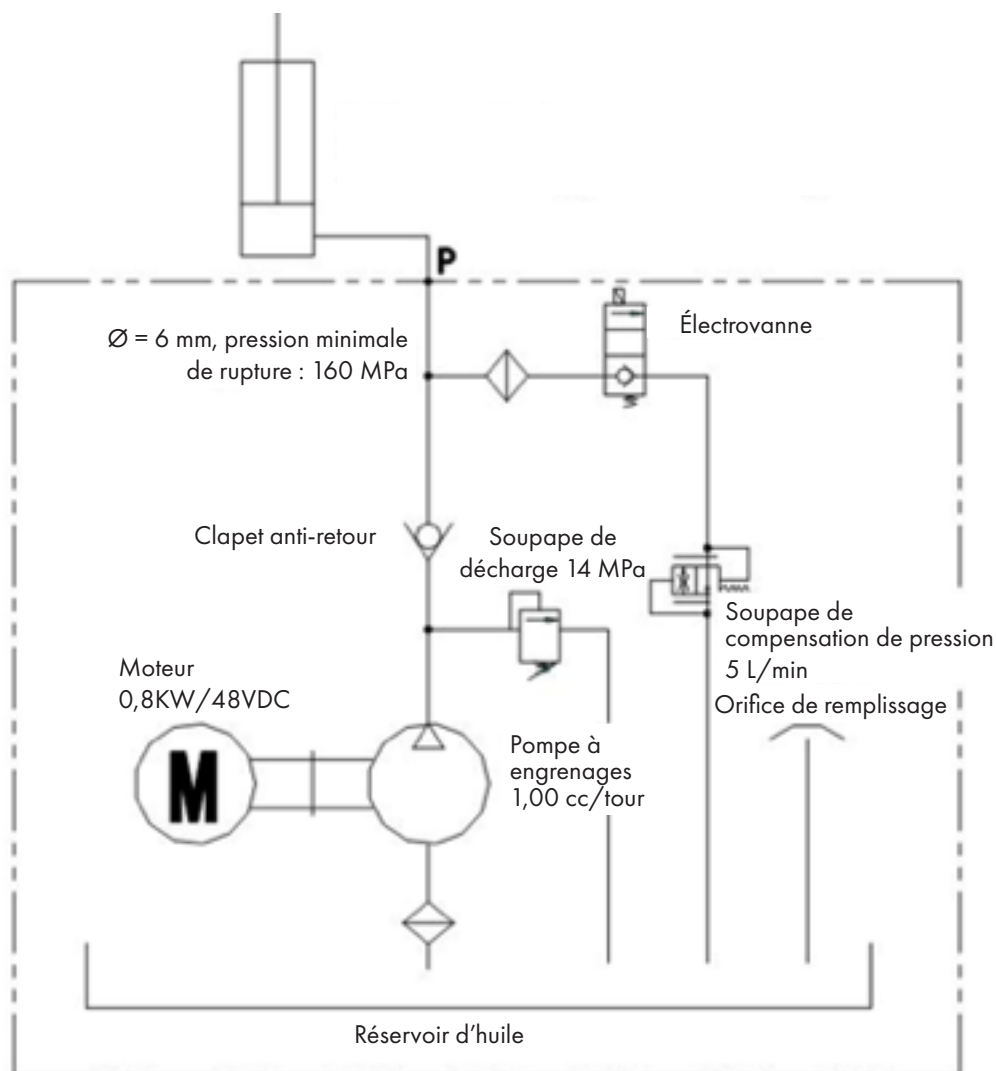 P
Électrovanne
Ø = 6 mm, pression minimale
de rupture : 160 MPa
Clapet anti-retour
Soupape de
décharge 14 MPa
Soupape de
compensation de pression
5 L/min
Moteur
0,8KW/48VDC
Orifice de remplissage
M
Pompe à
engrenages
1,00 cc/tour
Réservoir d’huile